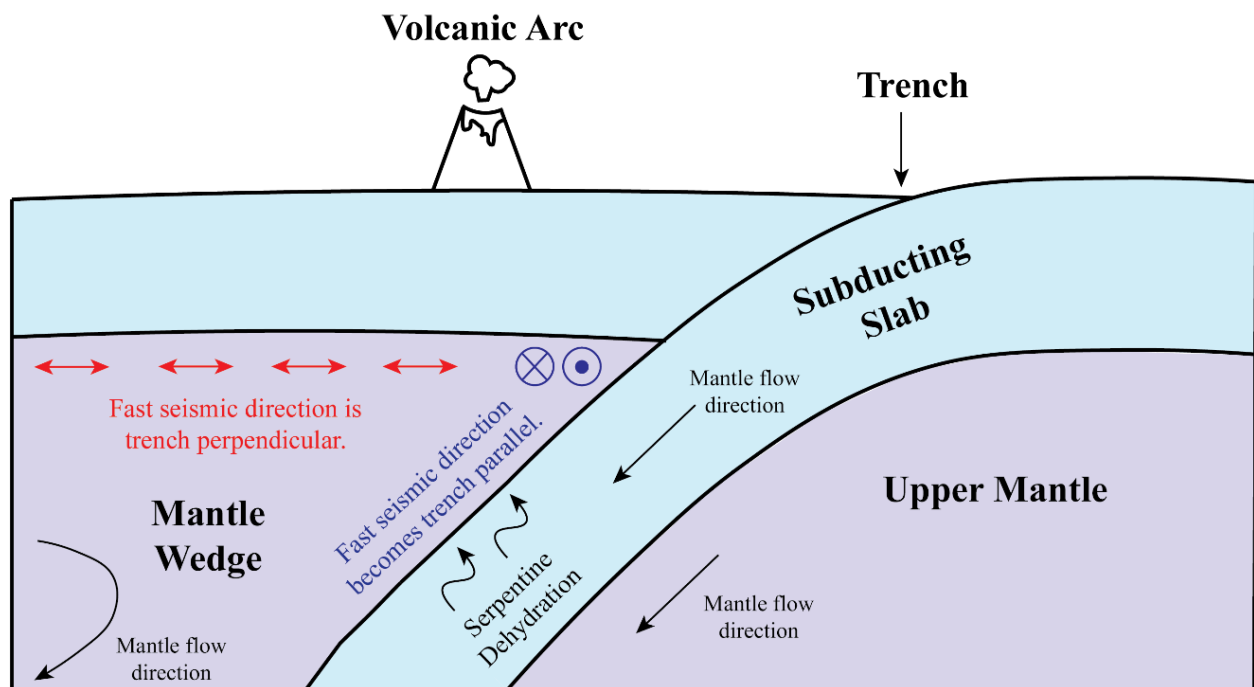 Volcanic Arc
Trench
Subducting
Slab
Mantle flow
direction
Fast seismic direction is
trench perpendicular.
Fast seismic direction
becomes trench parallel.
Upper Mantle
Mantle
Wedge
Serpentine
Dehydration
Mantle flow
direction
Mantle flow
direction